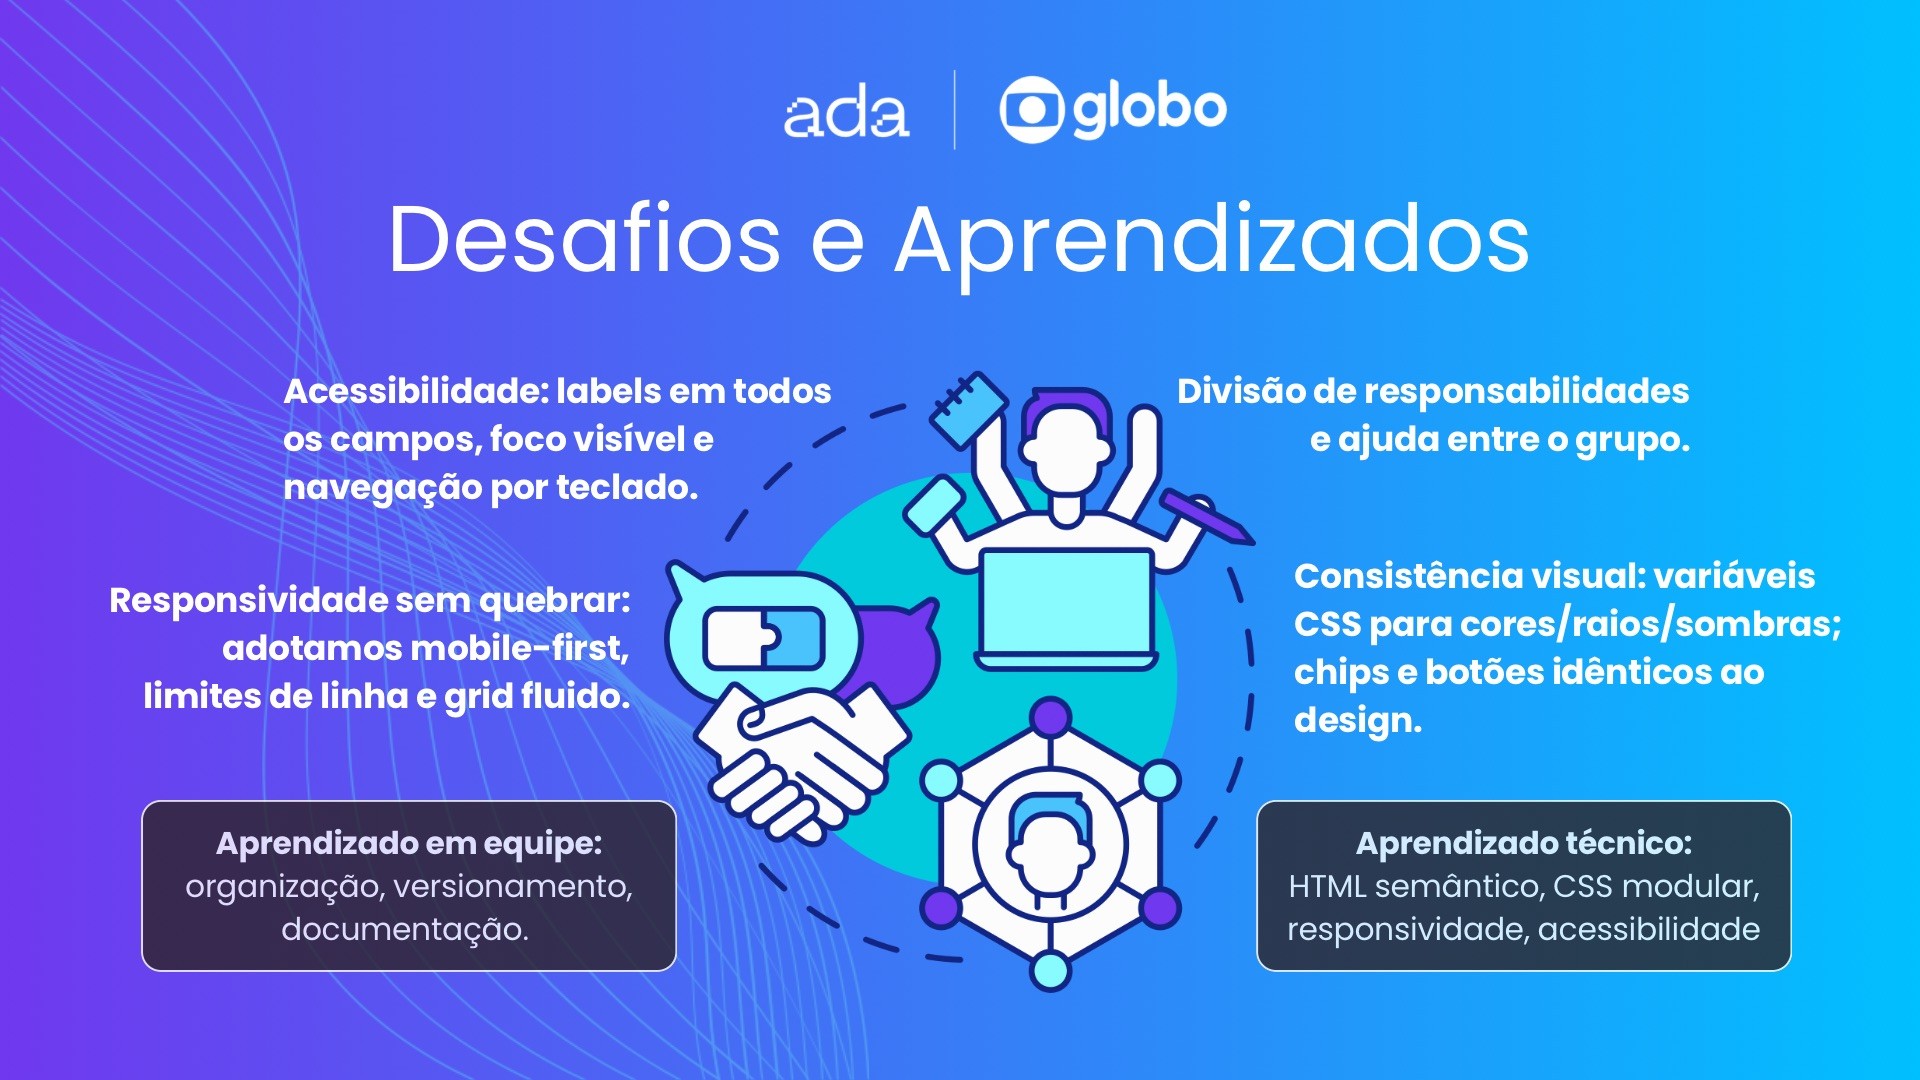 ada
globo
Desafios e Aprendizados
Acessibilidade: labels em todos
os campos, foco visível e
navegação por teclado.
Divisão de responsabilidades
e ajuda entre o grupo.
Responsividade sem quebrar:
adotamos mobile-first,
limites de linha e grid fluido.
Consistência visual: variáveis
CSS para cores/raios/sombras;
chips e botões idênticos ao
design.
Aprendizado em equipe:
organização, versionamento,
documentação.
Aprendizado técnico:
HTML semântico, CSS modular,
responsividade, acessibilidade